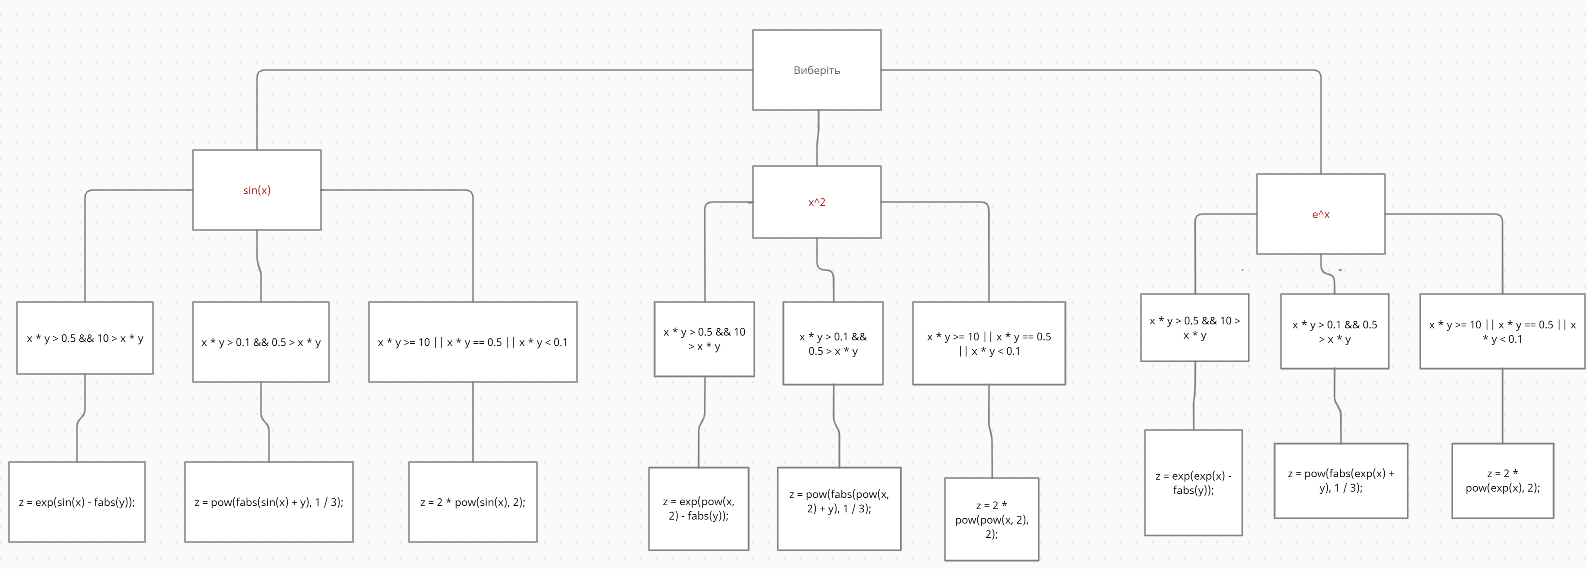 Виберіть
sin(x)
x^2
e^x
x * y > 0.5 && 10 > x * y
x * y > 0.1 && 0.5 > x * y
x * y >= 10 || x * y == 0.5 || x * y < 0.1
x * y > 0.5 && 10
> x * y
x * y > 0.1 &&
0.5 > x * y
x * y >= 10 || x * y == 0.5
|| x * y < 0.1
x * y > 0.5 && 10 >
x * y
x * y > 0.1 && 0.5
> x * y
x * y >= 10 || x * y == 0.5 || x
* y < 0.1
z = exp(sin(x) - fabs(y));
z = pow(fabs(sin(x) + y), 1 / 3);
z = 2 * pow(sin(x), 2);
z = exp(pow(x,
2) - fabs(y));
z = pow(fabs(pow(x,
2) + y), 1 / 3);
z = 2 *
pow(pow(x, 2),
2);
z = exp(exp(x) -
fabs(y));
z = pow(fabs(exp(x) +
y), 1 / 3);
z = 2 *
pow(exp(x), 2);